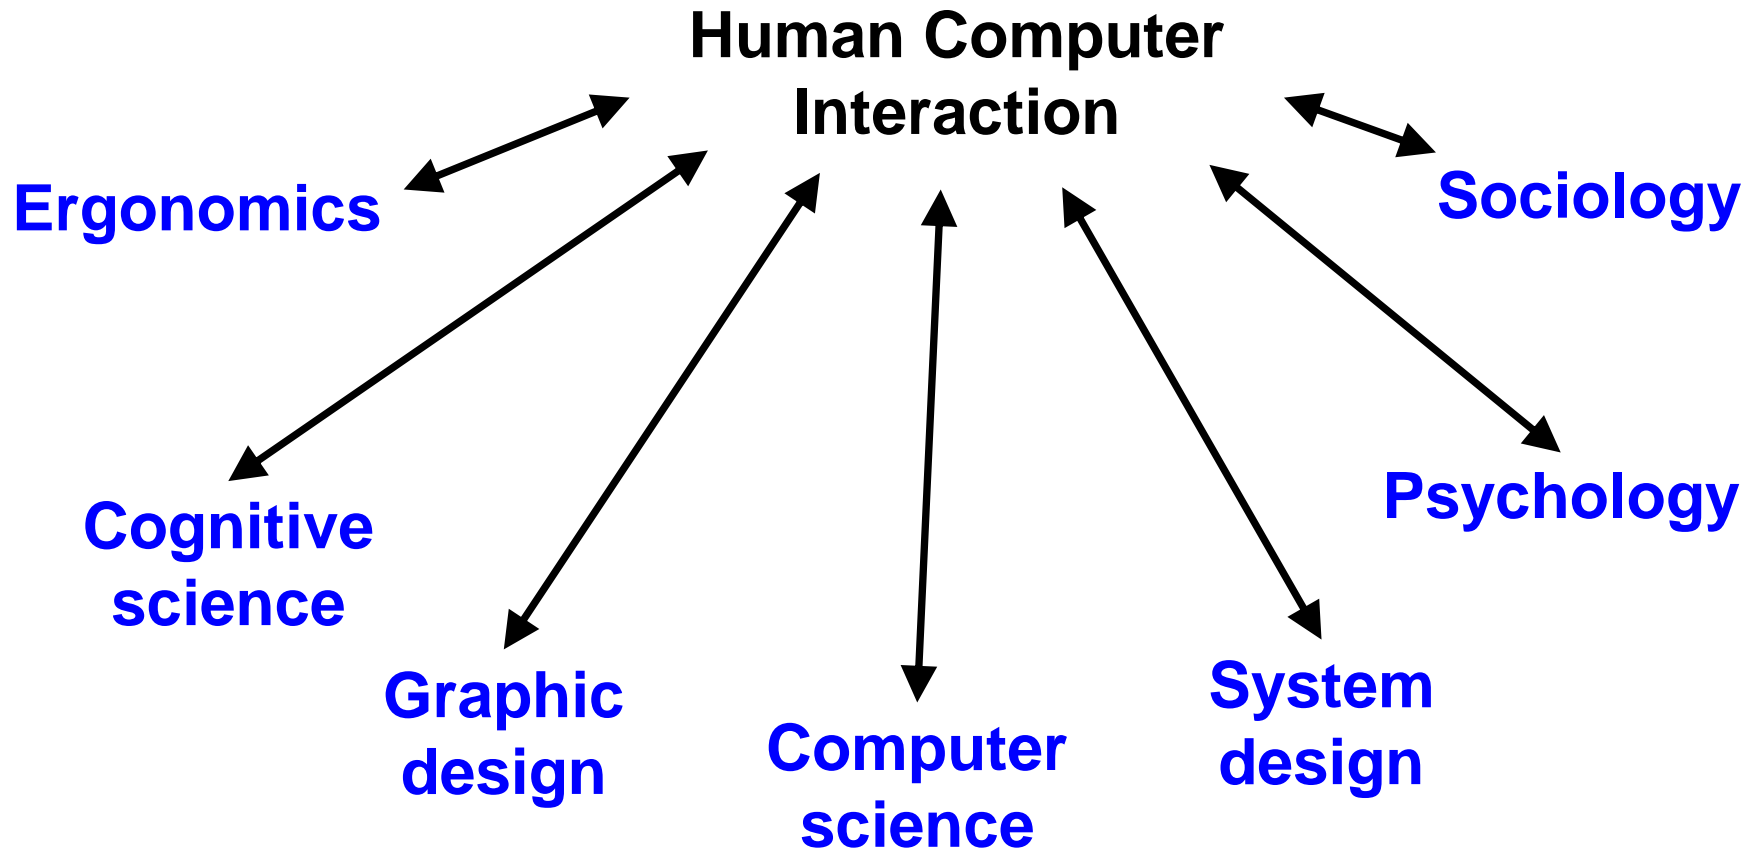 Human Computer
Interaction
Ergonomics
Sociology
Cognitive
science
Psychology
Graphic
design
Computer
science
System
design